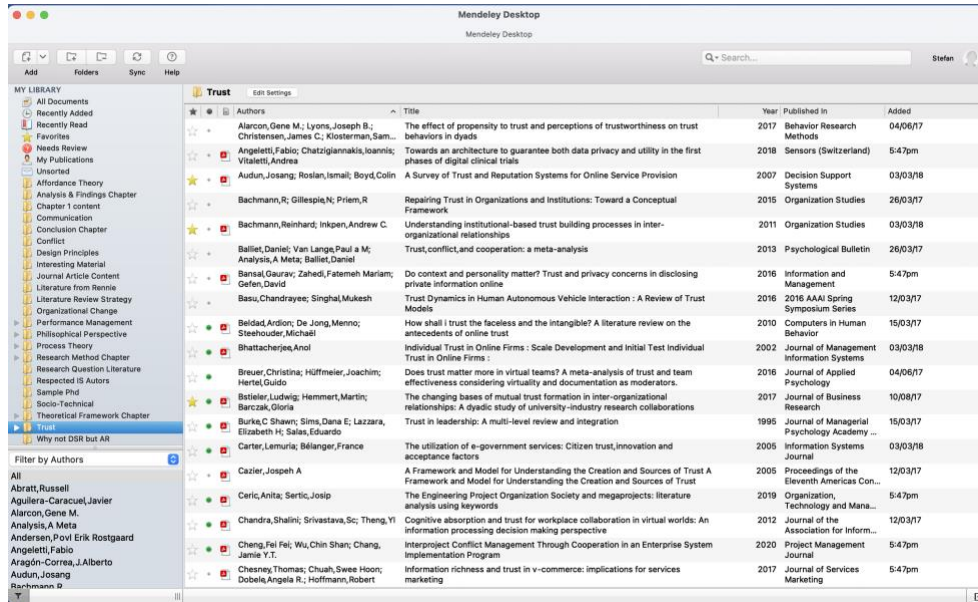 Mendeley Desktop
Mendeley Desktop
Search...
Stefan
Add
Folders
Sync
Help
MY LIBRARY
All Documents
Recently Added
Recently Read
Favorites
Needs Review
My Publications
Unsorted
Affordance Theory
Analysis & Findings Chapter
Chapter 1 content
Communication
Conclusion Chapter
Conflict
Design Principles
Interesting Material
Journal Article Content
Literature from Rennie
Literature Review Strategy
Organizational Change
Performance Management
Philisophical Perspective
Process Theory
Research Method Chapter
Research Question Literature
Respected IS Autors
Sample Phd
Socio-Technical
Theoretical Framework Chapter
Trust
Why not DSR but AR
Filter by Authors
All
Abratt, Russell
Aguilera-Caracuel, Javier
Alarcon, Gene M.
Analysis, A Meta
Andersen, Povl Erik Rostgaard
Angeletti, Fabio
Aragón-Correa, J.Alberto
Audun, Josang
Bachmann, R
Trust
Edit Settings
Authors Title Year Published In Added
Alarcon, Gene M.; Lyons, Joseph B.; The effect of propensity to trust and perceptions of trustworthiness on trust 2017 Behavior Research 04/06/17
Christensen, James C.; Klosterman, Sam... behaviors in dyads Methods
Angeletti, Fabio; Chatzigiannakis, Ioannis; Towards an architecture to guarantee both data privacy and utility in the first 2018 Sensors (Switzerland) 5:47pm
Vitaletti, Andrea phases of digital clinical trials
Audun, Josang; Roslan, Ismail; Boyd, Colin A Survey of Trust and Reputation Systems for Online Service Provision 2007 Decision Support 03/03/18
Systems
Bachmann, R; Gillespie, N; Priem, R Repairing Trust in Organizations and Institutions: Toward a Conceptual 2015 Organization Studies 26/03/17
Framework
Bachmann, Reinhard; Inkpen, Andrew C. Understanding institutional-based trust building processes in inter- 2011 Organization Studies 03/03/18
organizational relationships
Balliet, Daniel; Van Lange, Paul a M; Trust, conflict, and cooperation: a meta-analysis 2013 Psychological Bulletin 26/03/17
Analysis, A Meta; Balliet, Daniel
Bansal, Gaurav; Zahedi, Fatemeh Mariam; Do context and personality matter? Trust and privacy concerns in disclosing 2016 Information and 5:47pm
Gefen, David private information online Management
Basu, Chandrayee; Singhal, Mukesh Trust Dynamics in Human Autonomous Vehicle Interaction : A Review of Trust 2016 2016 AAAI Spring 12/03/17
Models Symposium Series
Beldad, Ardion; De Jong, Menno; How shall i trust the faceless and the intangible? A literature review on the 2010 Computers in Human 15/03/17
Steehouder, Michaël antecedents of online trust Behavior
Bhattacherjee, Anol Individual Trust in Online Firms : Scale Development and Initial Test Individual 2002 Journal of Management 03/03/18
Trust in Online Firms : Information Systems
Breuer, Christina; Hüffmeier, Joachim; Does trust matter more in virtual teams? A meta-analysis of trust and team 2016 Journal of Applied 04/06/17
Hertel, Guido effectiveness considering virtuality and documentation as moderators. Psychology
Bstieler, Ludwig; Hemmert, Martin; The changing bases of mutual trust formation in inter-organizational 2017 Journal of Business 10/08/17
Barczak, Gloria relationships: A dyadic study of university-industry research collaborations Research
Burke, C Shawn; Sims, Dana E; Lazzara, Trust in leadership: A multi-level review and integration 1995 Journal of Managerial 15/03/17
Elizabeth H; Salas, Eduardo Psychology Academy ...
Carter, Lemuria; Bélanger, France The utilization of e-government services: Citizen trust, innovation and 2005 Information Systems 03/03/18
acceptance factors Journal
Cazier, Jospeh A A Framework and Model for Understanding the Creation and Sources of Trust A 2005 Proceedings of the 12/03/17
Framework and Model for Understanding the Creation and Sources of Trust Eleventh Americas Con...
Ceric, Anita; Sertic, Josip The Engineering Project Organization Society and megaprojects: literature 2019 Organization, 5:47pm
analysis using keywords Technology and Mana...
Chandra, Shalini; Srivastava, Sc; Theng, Yl Cognitive absorption and trust for workplace collaboration in virtual worlds: An 2012 Journal of the 12/03/17
information processing decision making perspective Association for Inform...
Cheng, Fei Fei; Wu, Chin Shan; Chang, Interproject Conflict Management Through Cooperation in an Enterprise System 2020 Project Management 5:47pm
Jamie Y.T. Implementation Program Journal
Chesney, Thomas; Chuah, Swee Hoon; Information richness and trust in v-commerce: implications for services 2017 Journal of Services 5:47pm
Dobele, Angela R.; Hoffmann, Robert marketing Marketing